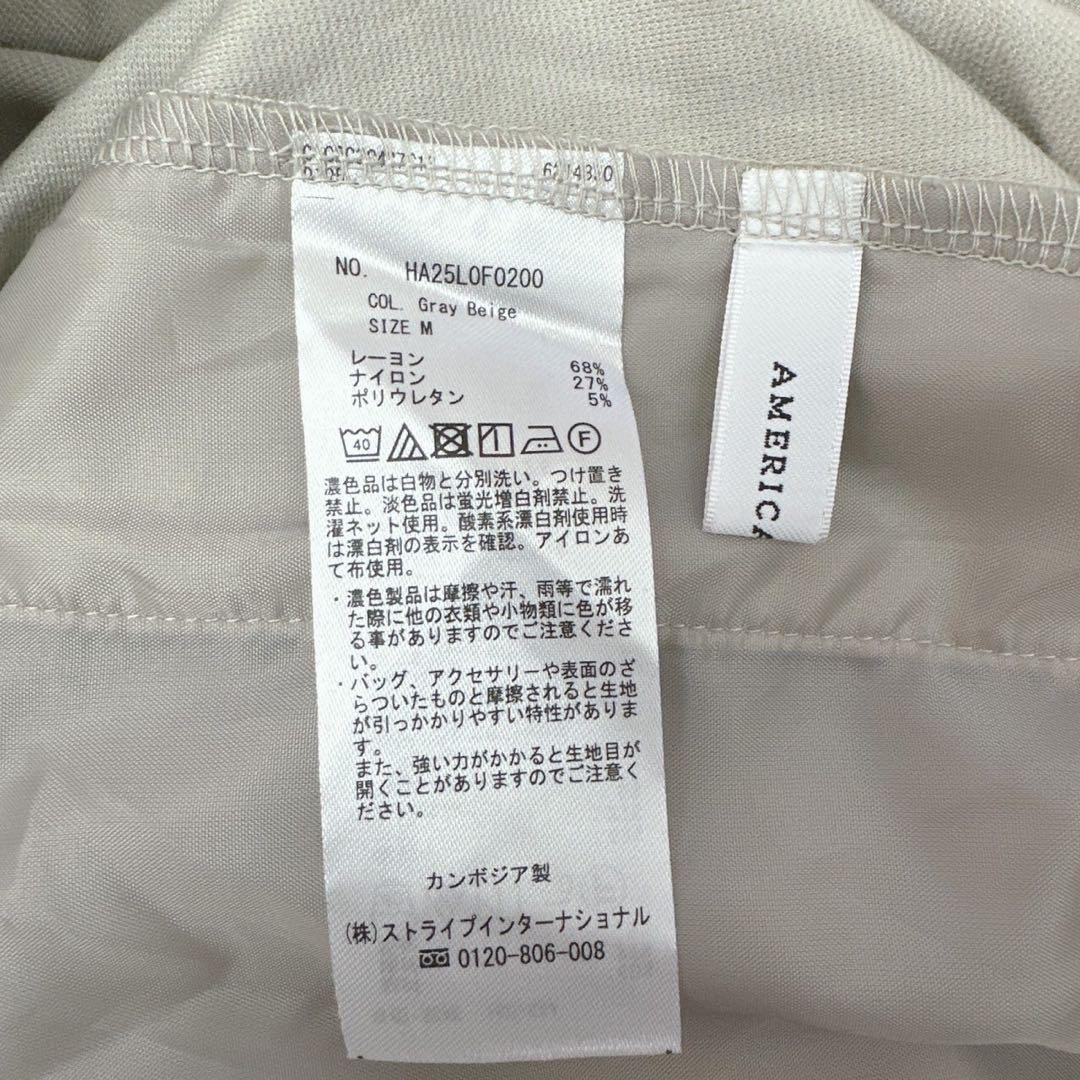 NO. HA25L0F0200
COL. Gray Beige
SIZE M
レーヨン 68%
ナイロン 27%
ポリウレタン 5%
40 F
濃色品は白物と分別洗い。つけ置き
禁止。淡色品は蛍光増白剤禁止。洗
濯ネット使用。酸素系漂白剤使用時
は漂白剤の表示を確認。アイロンあ
て布使用。
・濃色製品は摩擦や汗、雨等で濡れ
た際に他の衣類や小物類に色が移
る事がありますのでご注意くださ
い。
・バッグ、アクセサリーや表面のざ
らついたものと摩擦されると生地
が引っかかりやすい特性がありま
す。
また、強い力がかかると生地目が
開くことがありますのでご注意く
ださい。
カンボジア製
(株)ストライプインターナショナル
0120-806-008
AMERICA